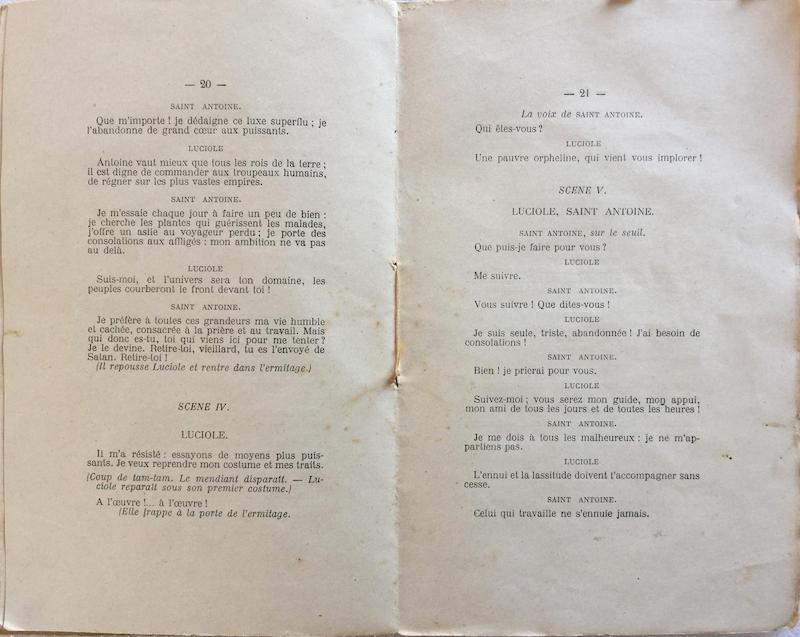 — 20 —
SAINT ANTOINE.
Que m'importe ! je dédaigne ce luxe superflu ; je
l'abandonne de grand cœur aux puissants.
LUCIOLE
Antoine vaut mieux que tous les rois de la terre ;
il est digne de commander aux troupeaux humains,
de régner sur les plus vastes empires.
SAINT ANTOINE.
Je m'essaie chaque jour à faire un peu de bien :
je cherche les plantes qui guérissent les malades,
j'offre un asile au voyageur perdu ; je porte des
consolations aux affligés : mon ambition ne va pas
au delà.
LUCIOLE
Suis-moi, et l'univers sera ton domaine, les
peuples courberont le front devant toi !
SAINT ANTOINE.
Je préfère à toutes ces grandeurs ma vie humble
et cachée, consacrée à la prière et au travail. Mais
qui donc es-tu, toi qui viens ici pour me tenter ?
Je le devine. Retire-toi, vieillard, tu es l'envoyé de
Satan. Retire-toi !
(Il repousse Luciole et rentre dans l'ermitage.)
SCENE IV.
LUCIOLE.
Il m'a résisté : essayons de moyens plus puis-
sants. Je veux reprendre mon costume et mes traits.
(Coup de tam-tam. Le mendiant disparaît. — Lu-
ciole reparaît sous son premier costume.)
A l'œuvre !... à l'œuvre !
(Elle frappe à la porte de l'ermitage.
— 21 —
La voix de SAINT ANTOINE.
Qui êtes-vous ?
LUCIOLE
Une pauvre orpheline, qui vient vous implorer !
SCENE V.
LUCIOLE, SAINT ANTOINE.
SAINT ANTOINE, sur le seuil.
Que puis-je faire pour vous ?
LUCIOLE
Me suivre.
SAINT ANTOINE.
Vous suivre ! Que dites-vous !
LUCIOLE
Je suis seule, triste, abandonnée ! J'ai besoin de
consolations !
SAINT ANTOINE.
Bien ! je prierai pour vous.
LUCIOLE
Suivez-moi ; vous serez mon guide, mon appui,
mon ami de tous les jours et de toutes les heures !
SAINT ANTOINE.
Je me dois à tous les malheureux : je ne m'ap-
partiens pas.
LUCIOLE
L'ennui et la lassitude doivent t'accompagner sans
cesse.
SAINT ANTOINE.
Celui qui travaille ne s'ennuie jamais.